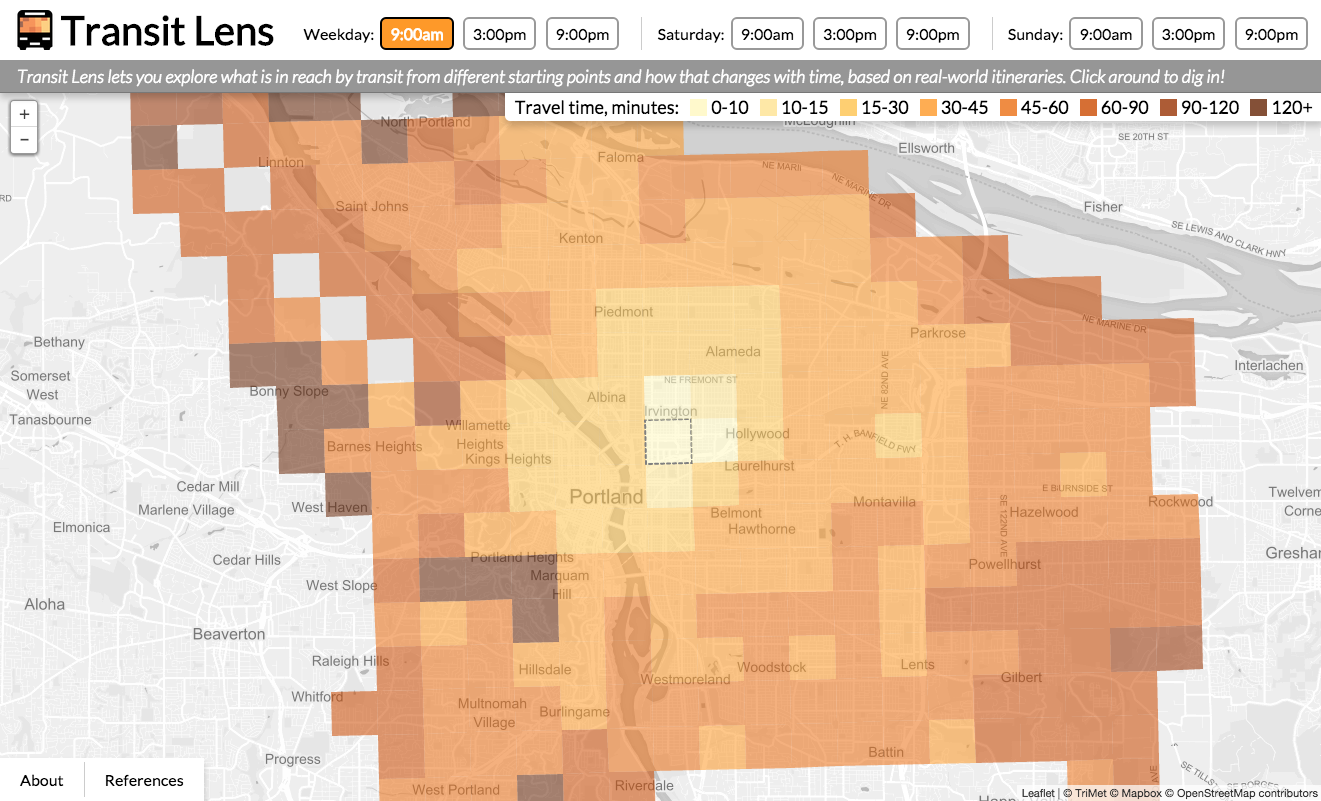 Transit Lens
Weekday: 9:00am 3:00pm 9:00pm Saturday: 9:00am 3:00pm 9:00pm Sunday: 9:00am 3:00pm 9:00pm
Transit Lens lets you explore what is in reach by transit from different starting points and how that changes with time, based on real-world itineraries. Click around to dig in!
Travel time, minutes: 0-10 10-15 15-30 30-45 45-60 60-90 90-120 120+
+
−
North Portland
McLoughlin
SE 20TH ST
Ellsworth
Linnton
Faloma
NE MARII
NE MARINE DR
RD
Saint Johns
Fisher
Kenton
SE LEWIS AND CLARK HWY
Piedmont
NE MARINE DR
Parkrose
Bethany
Alameda
NE 82ND AVE
Interlachen
Somerset
West
NE FREMONT ST
Bonny Slope
Albina
Irvington
Tanasbourne
Willamette
Heights
Hollywood
T. H. BANFIELD FWY
Barnes Heights
Kings Heights
Laurelhurst
Cedar Mill
Portland
E BURNSIDE ST
Marlene Village
West Haven
Montavilla
Hazelwood
Rockwood
Twelvem
Corne
Belmont
Elmonica
Hawthorne
SE 122ND AVE
Cedar Hills
Portland Heights
Powellhurst
Gresham
Marquam
Hill
West Slope
Aloha
Beaverton
Raleigh Hills
Hillsdale
Woodstock
Lents
Westmoreland
Gilbert
Whitford
Multnomah
Village
Burlingame
Progress
Battin
West Portland
Riverdale
AVE
SE TILLS
About References
Leaflet | © TriMet © Mapbox © OpenStreetMap contributors